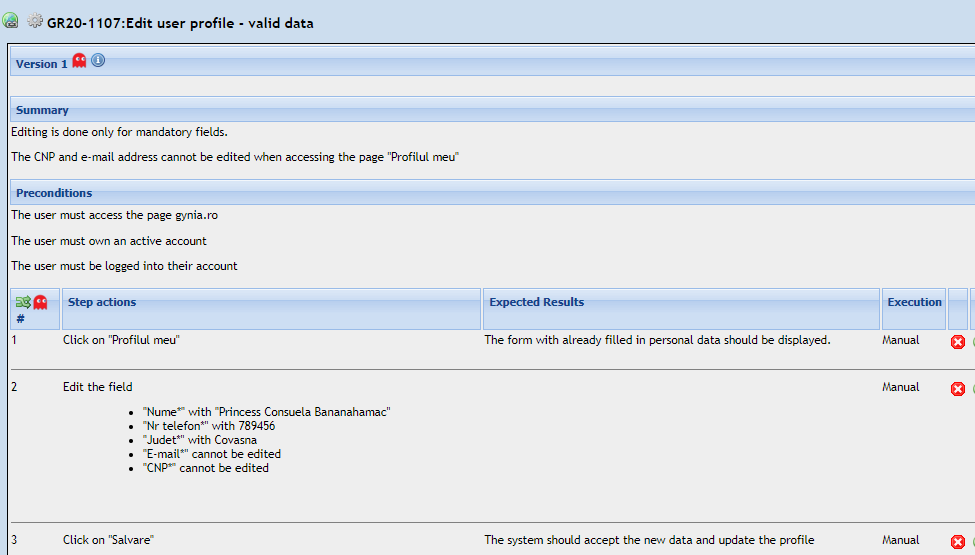 GR20-1107:Edit user profile - valid data
Version 1
Summary
Editing is done only for mandatory fields.
The CNP and e-mail address cannot be edited when accessing the page "Profilul meu"
Preconditions
The user must access the page gynia.ro
The user must own an active account
The user must be logged into their account
# Step actions Expected Results Execution
1 Click on "Profilul meu" The form with already filled in personal data should be displayed. Manual
2 Edit the field Manual
• "Nume*" with "Princess Consuela Bananahamac"
• "Nr telefon*" with 789456
• "Judet*" with Covasna
• "E-mail*" cannot be edited
• "CNP*" cannot be edited
3 Click on "Salvare" The system should accept the new data and update the profile Manual